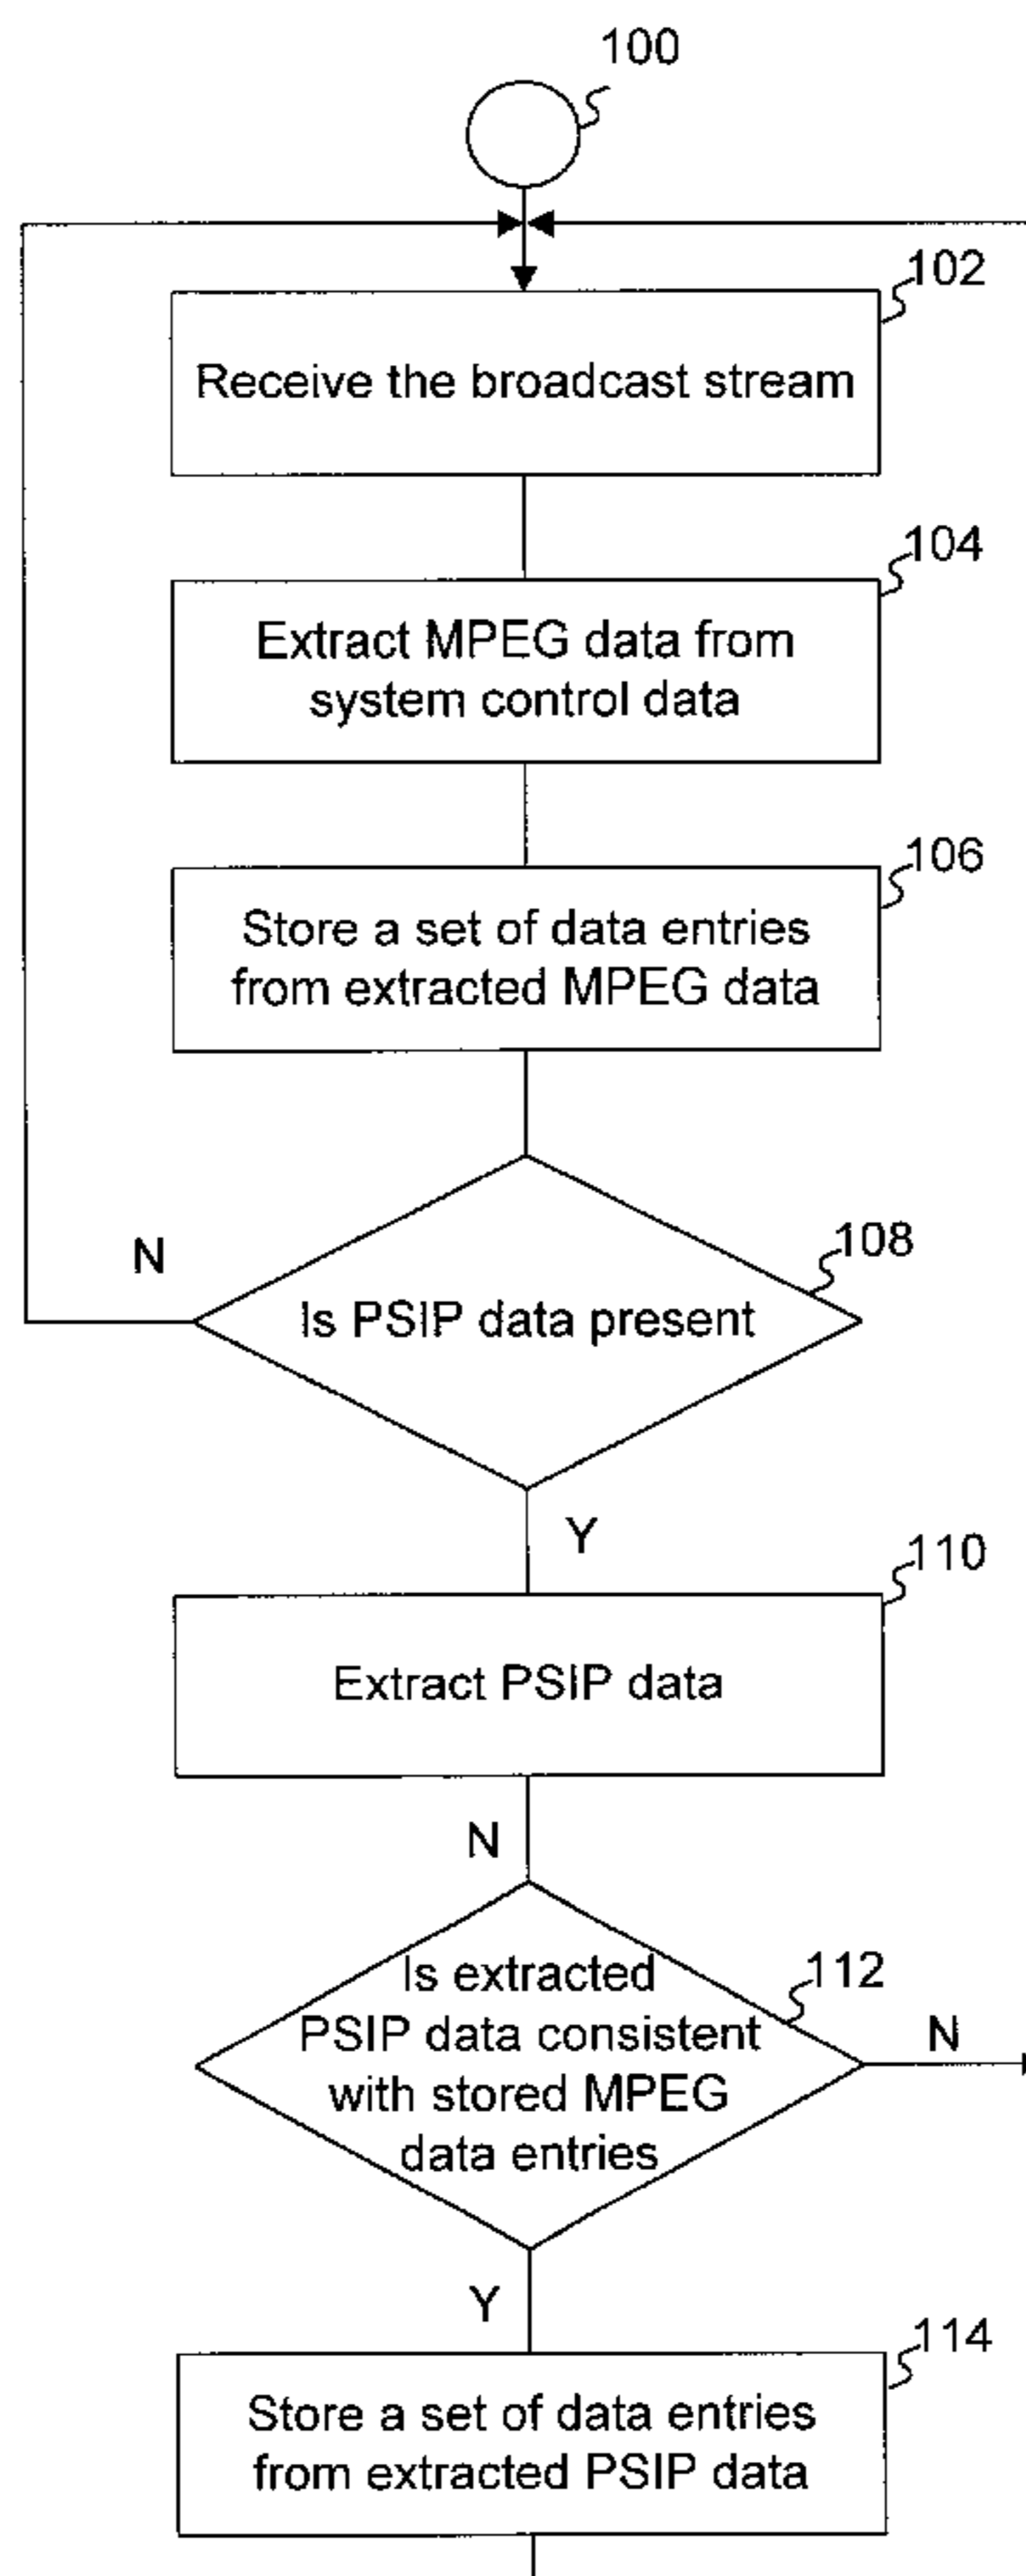 100
102
Receive the broadcast stream
104
Extract MPEG data from
system control data
106
Store a set of data entries
from extracted MPEG data
108
N
Is PSIP data present
Y
110
Extract PSIP data
N
112
Is extracted
PSIP data consistent
with stored MPEG
data entries
N
Y
114
Store a set of data entries
from extracted PSIP data